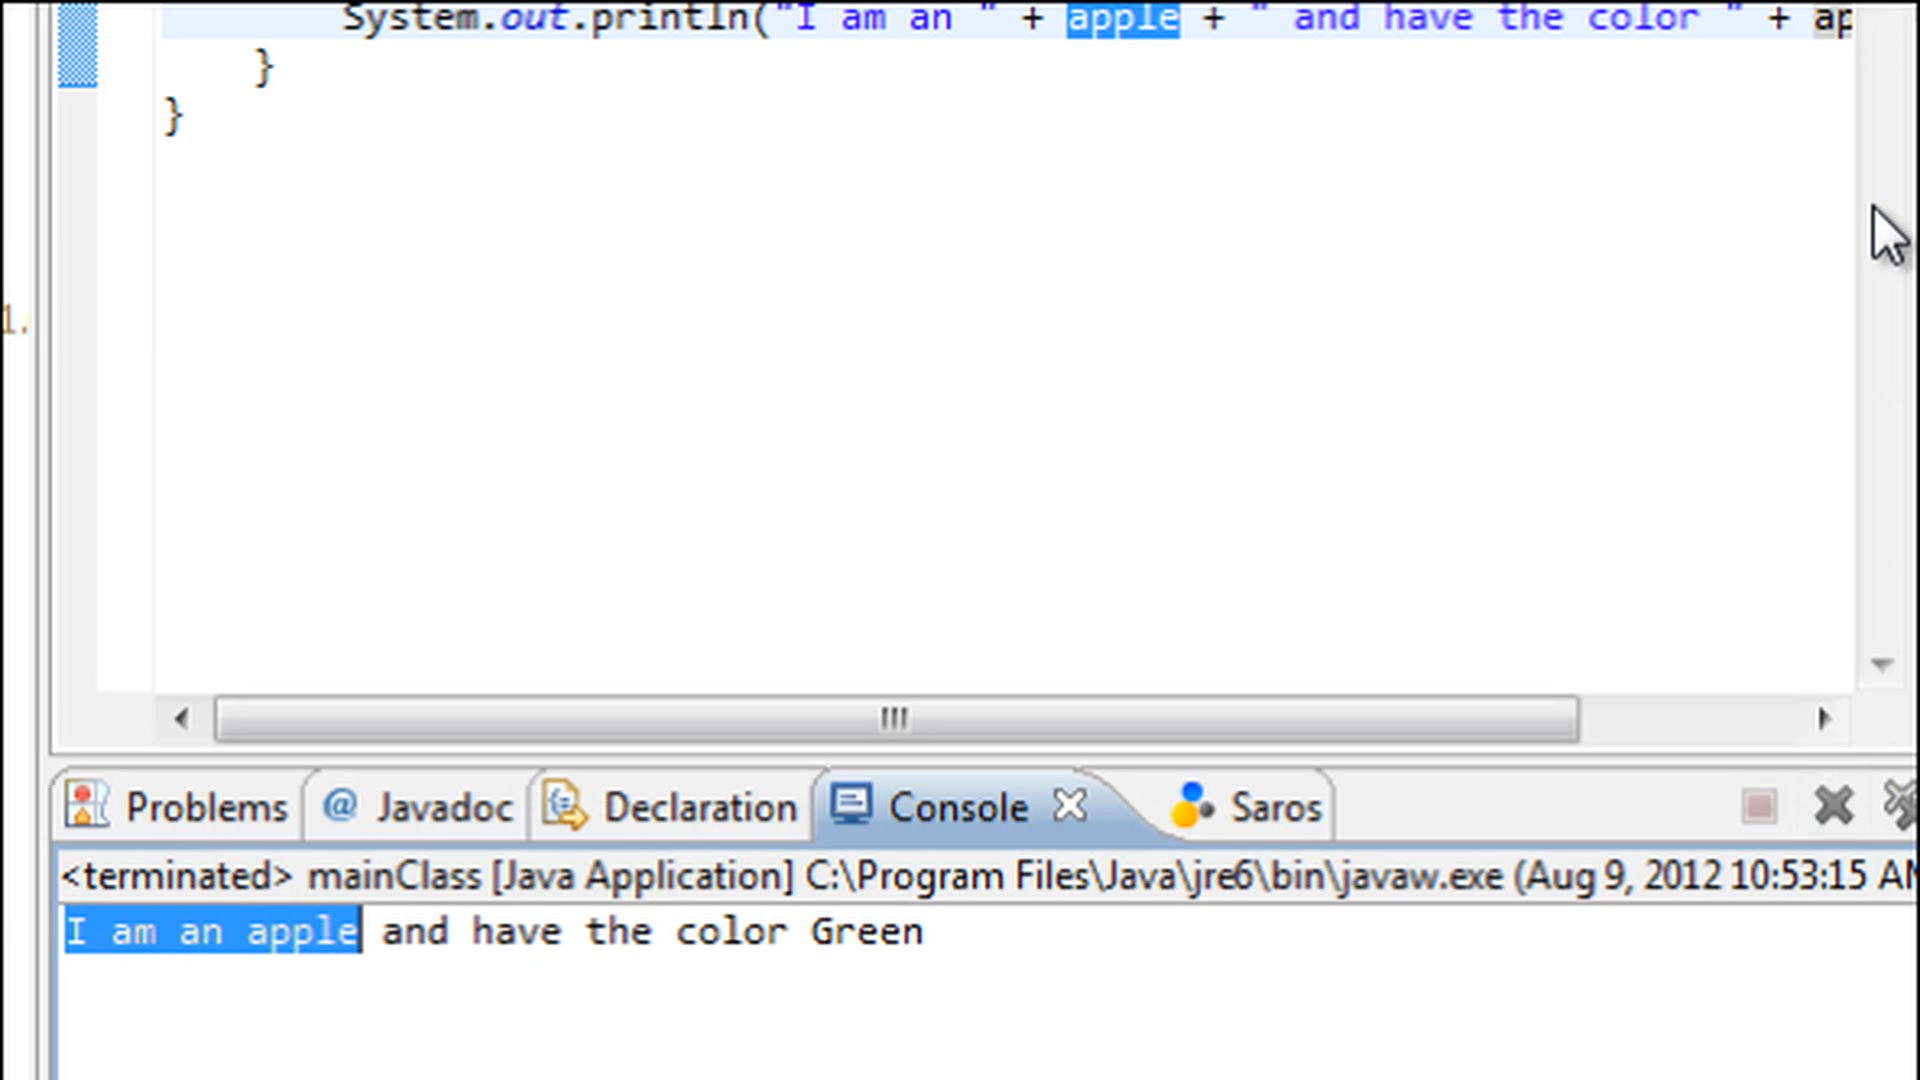 System.out.println("I am an " + apple + " and have the color " + ap
}
}
1.
Problems @ Javadoc Declaration Console Saros
<terminated> mainClass [Java Application] C:\Program Files\Java\jre6\bin\javaw.exe (Aug 9, 2012 10:53:15 AM
I am an apple and have the color Green